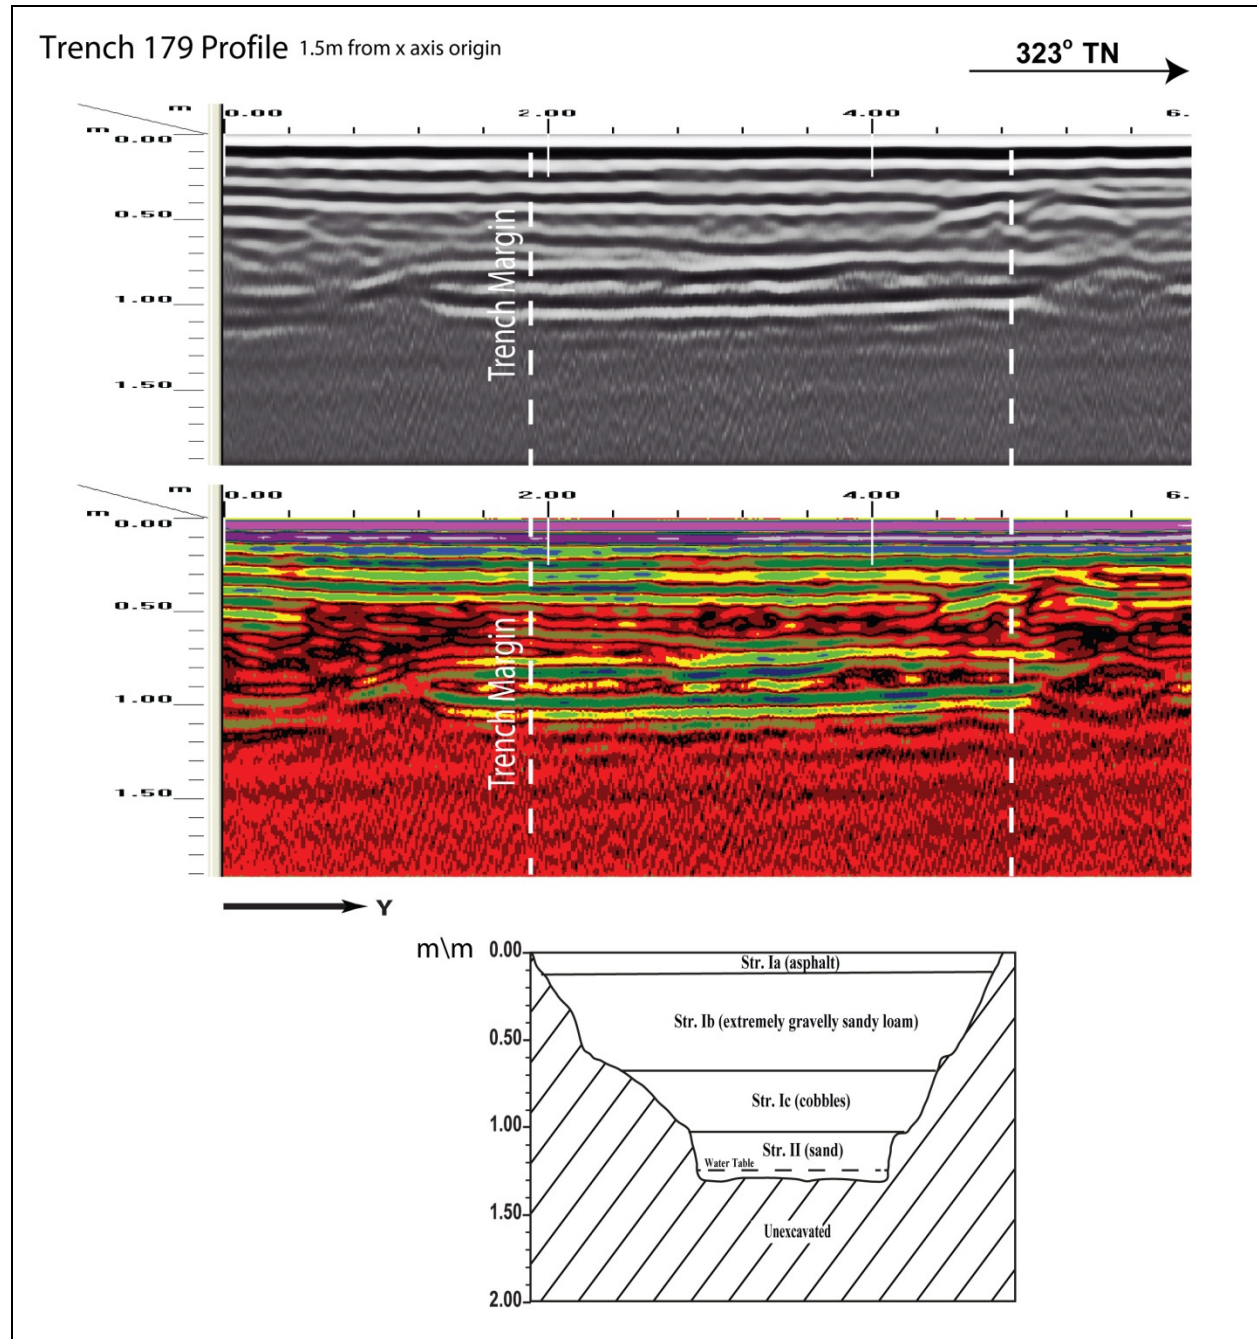 Trench 179 Profile 1.5m from x axis origin
323° TN
m 0.00 2.00 4.00 6.
m 0.00
0.50
1.00
1.50
Trench Margin
m 0.00 2.00 4.00 6.
m 0.00
0.50
1.00
1.50
Trench Margin
Y
m\m 0.00
Str. Ia (asphalt)
Str. Ib (extremely gravelly sandy loam)
0.50
Str. Ic (cobbles)
1.00
Str. II (sand)
Water Table
1.50
Unexcavated
2.00